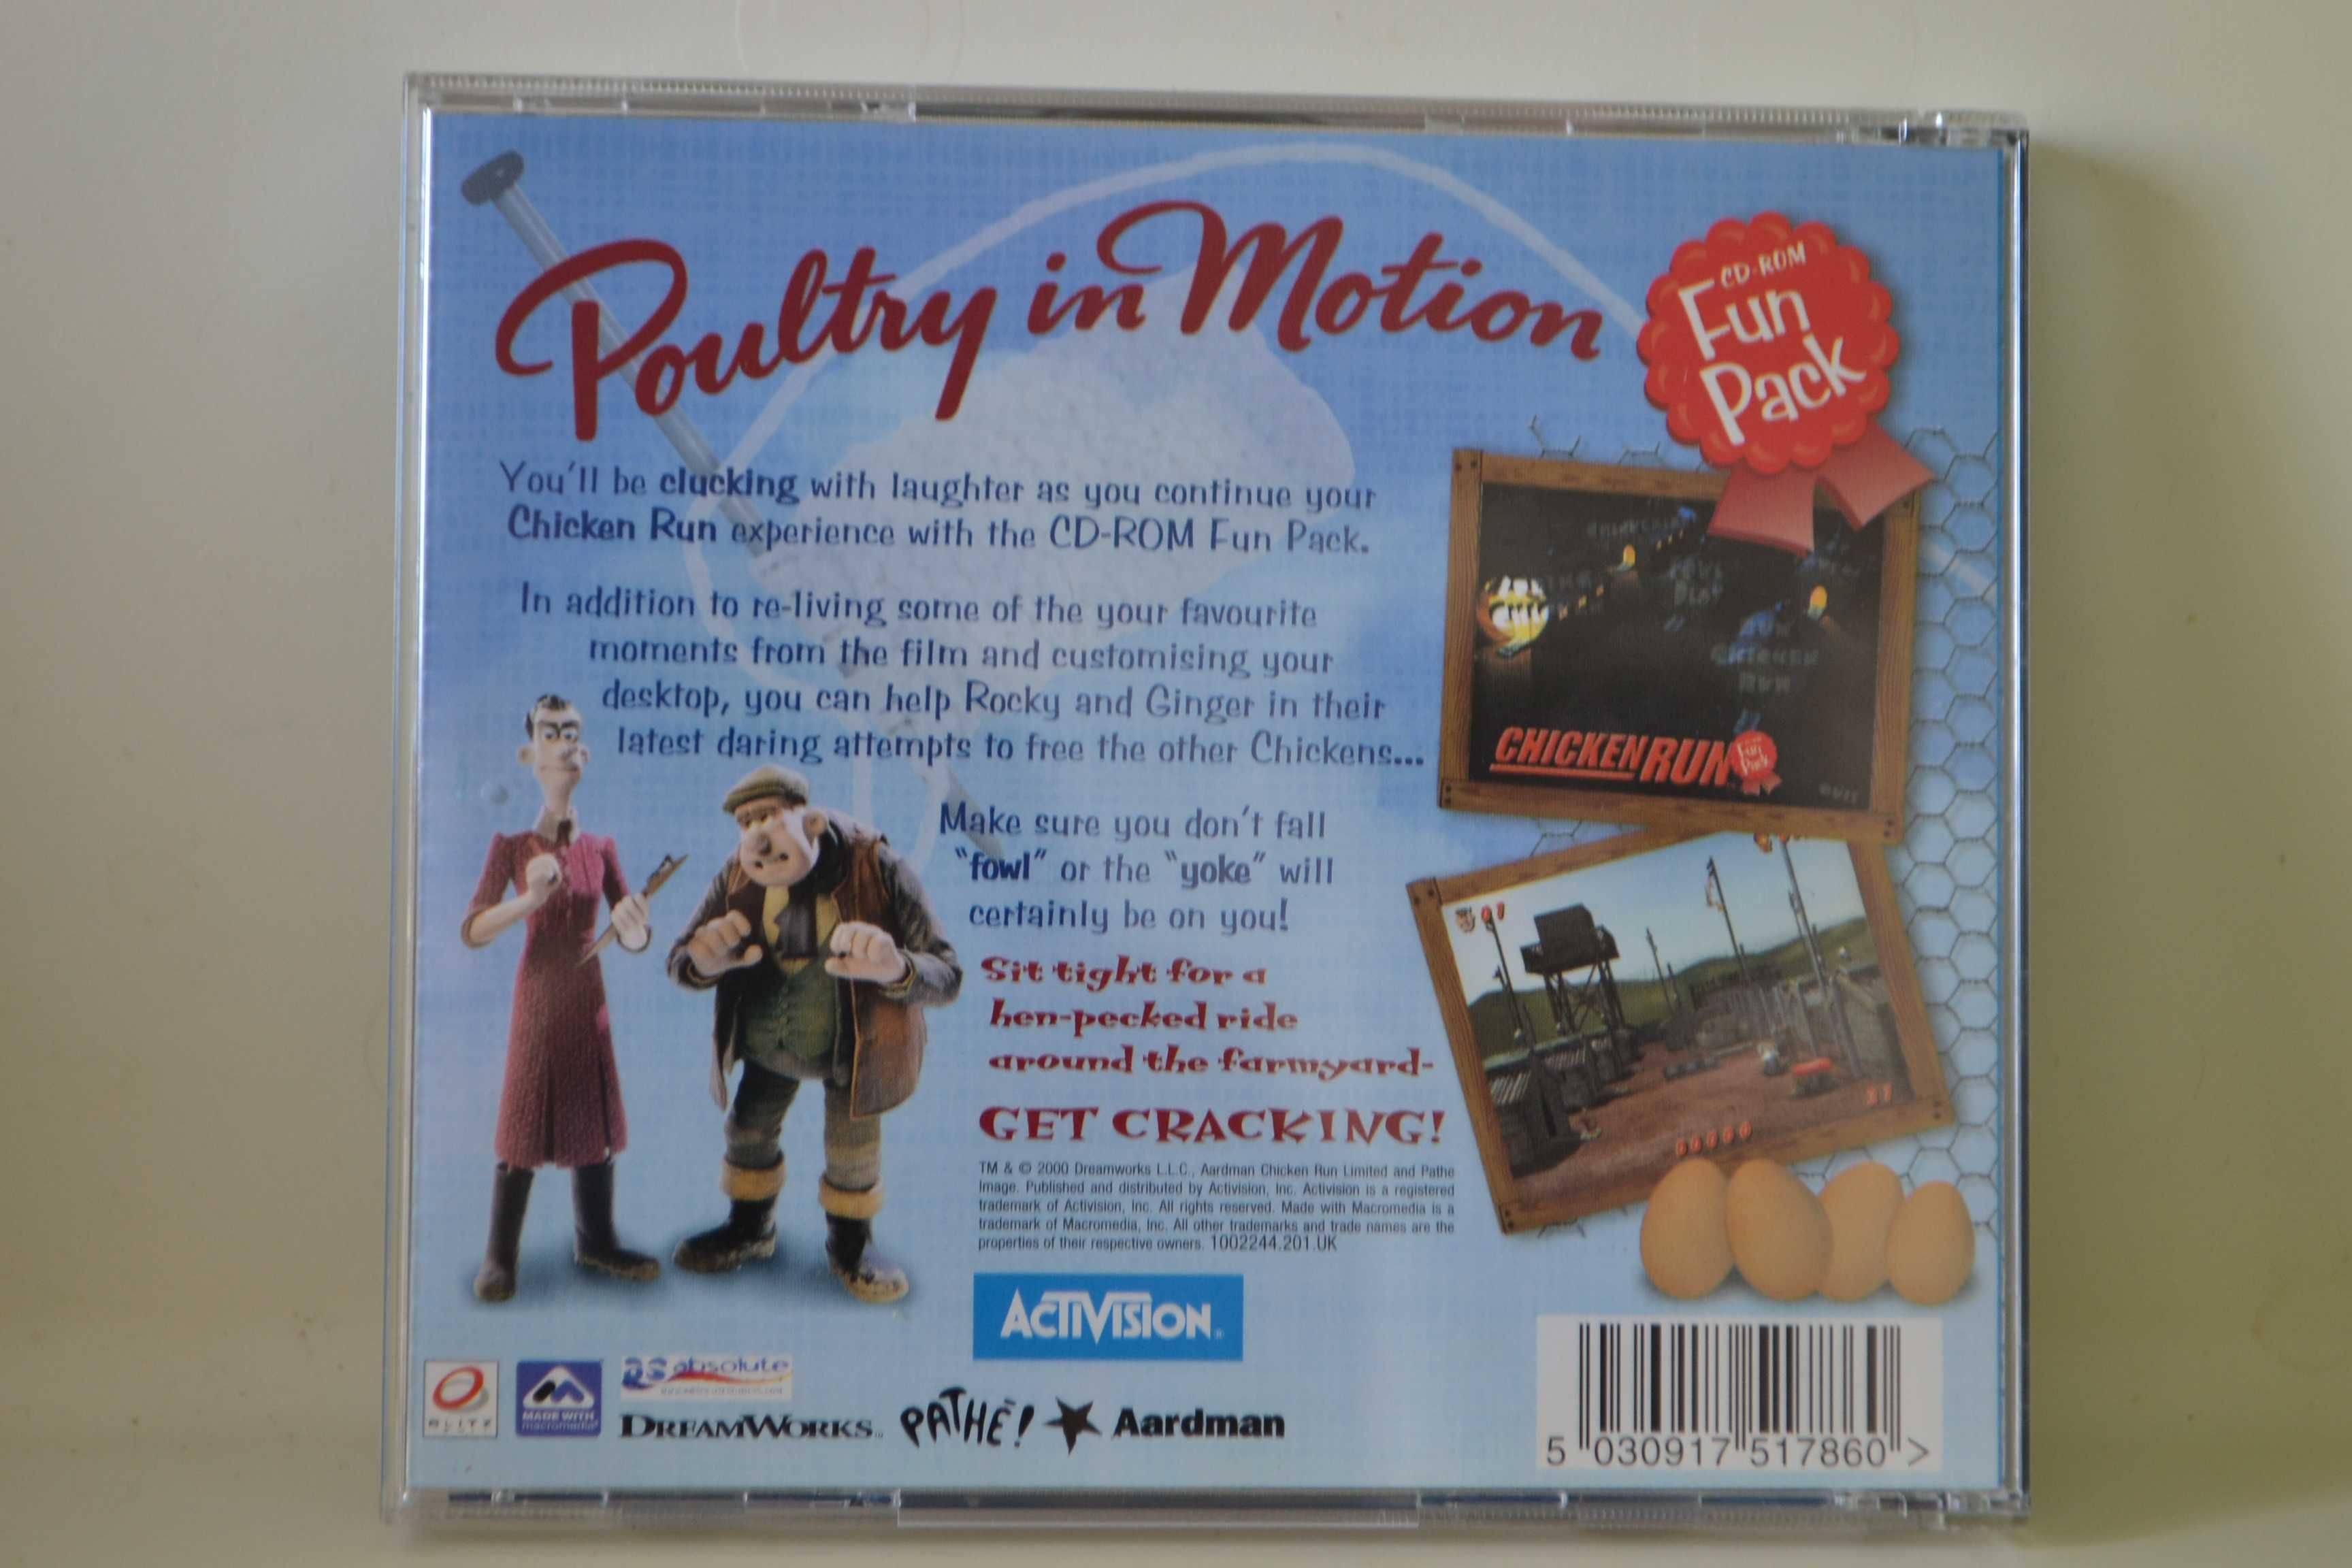 Poultry in Motion
CD-ROM
Fun
Pack
You'll be clucking with laughter as you continue your
Chicken Run experience with the CD-ROM Fun Pack.
In addition to re-living some of the your favourite
moments from the film and customising your
desktop, you can help Rocky and Ginger in their
latest daring attempts to free the other Chickens...
Make sure you don't fall
"fowl" or the "yoke" will
certainly be on you!
Sit tight for a
hen-pecked ride
around the farmyard-
GET CRACKING!
CHICKEN RUN
Fun
Pack
TM & © 2000 Dreamworks L.L.C., Aardman Chicken Run Limited and Pathe
Image. Published and distributed by Activision, Inc. Activision is a registered
trademark of Activision, Inc. All rights reserved. Made with Macromedia is a
trademark of Macromedia, Inc. All other trademarks and trade names are the
properties of their respective owners. 1002244.201.UK
ACTIVISION®
BLITZ
MADE WITH
macromedia®
absolute
DREAMWORKS™
PATHÉ!
Aardman
5 030917 517860 >